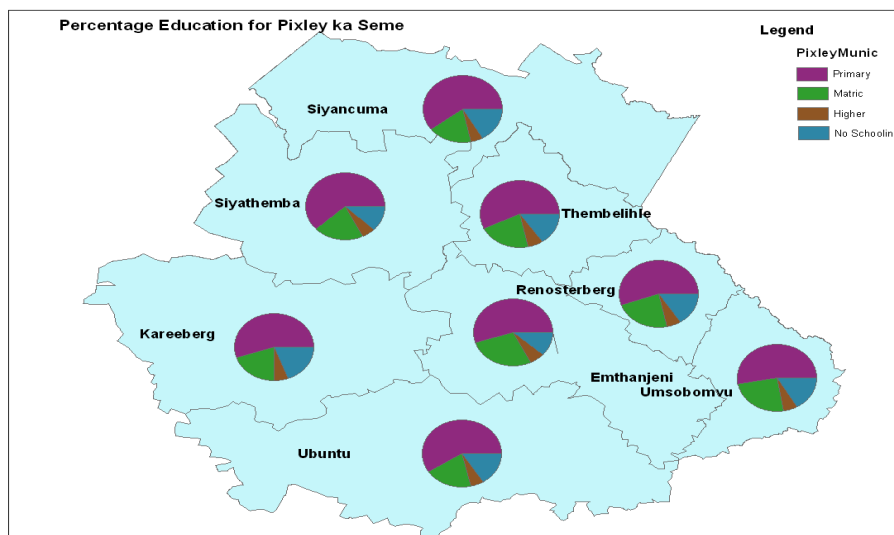 Percentage Education for Pixley ka Seme
Legend
PixleyMunic
Primary
Matric
Higher
No Schoolin
Siyancuma
Siyathemba
Thembelihle
Renosterberg
Kareeberg
Emthanjeni
Umsobomvu
Ubuntu